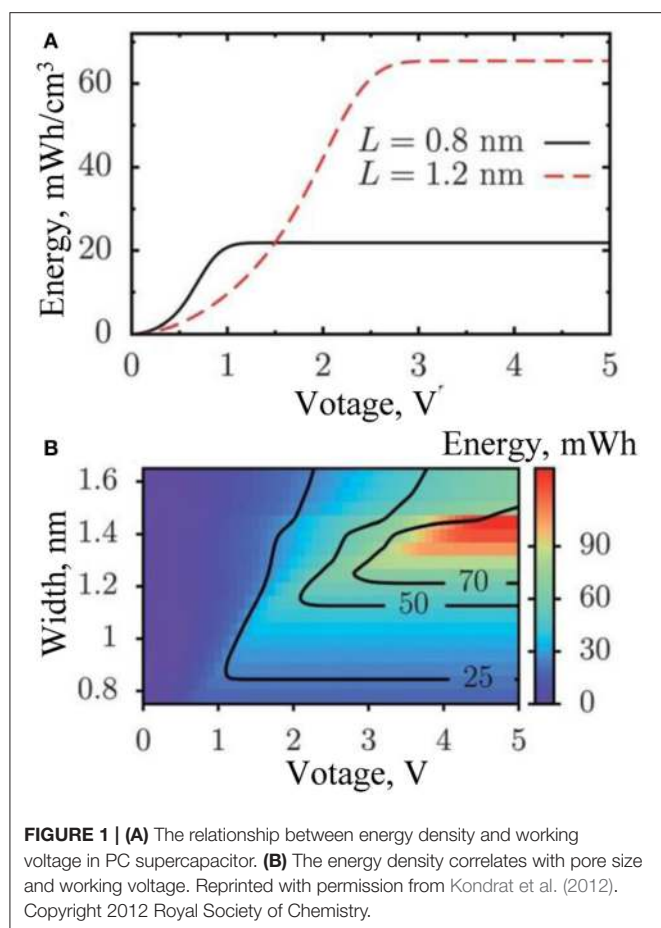 A
Energy, mWh/cm³
60
40
20
0
L = 0.8 nm
L = 1.2 nm
0 1 2 3 4 5
Votage, V'
B
Energy, mWh
Width, nm
1.6
1.4
1.2
1
0.8
70
50
25
90
60
30
0
0 1 2 3 4 5
Votage, V
FIGURE 1 | (A) The relationship between energy density and working
voltage in PC supercapacitor. (B) The energy density correlates with pore size
and working voltage. Reprinted with permission from Kondrat et al. (2012).
Copyright 2012 Royal Society of Chemistry.